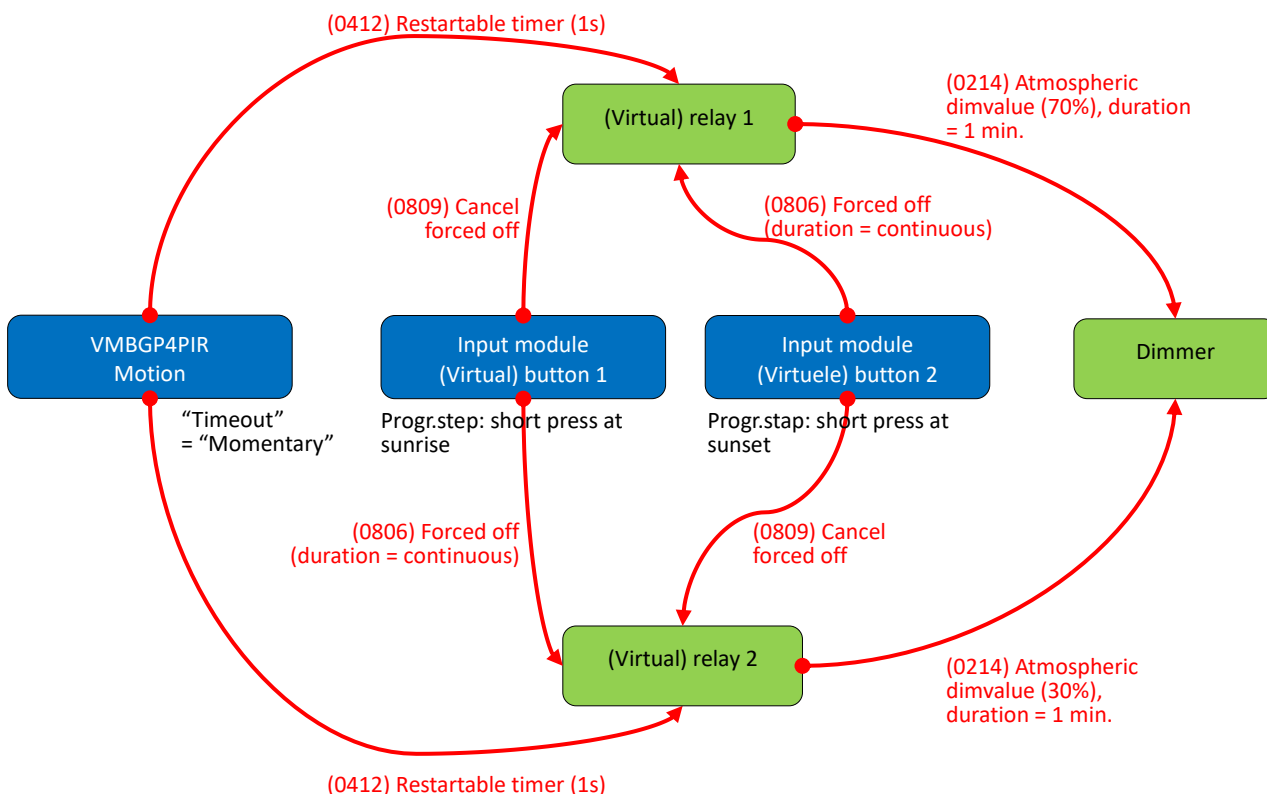 (0412) Restartable timer (1s)
(Virtual) relay 1
(0214) Atmospheric
dimvalue (70%), duration
= 1 min.
(0809) Cancel
forced off
(0806) Forced off
(duration = continuous)
VMBGP4PIR
Motion
Input module
(Virtual) button 1
Input module
(Virtuele) button 2
Dimmer
“Timeout”
= “Momentary”
Progr.step: short press at
sunrise
Progr.stap: short press at
sunset
(0806) Forced off
(duration = continuous)
(0809) Cancel
forced off
(Virtual) relay 2
(0214) Atmospheric
dimvalue (30%),
duration = 1 min.
(0412) Restartable timer (1s)